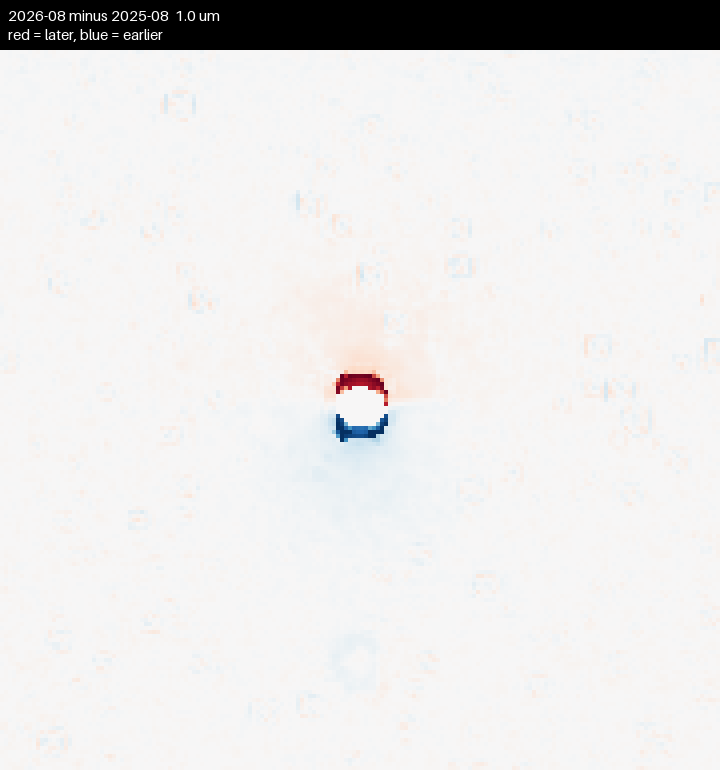 2026-08 minus 2025-08  1.0 um
red = later, blue = earlier